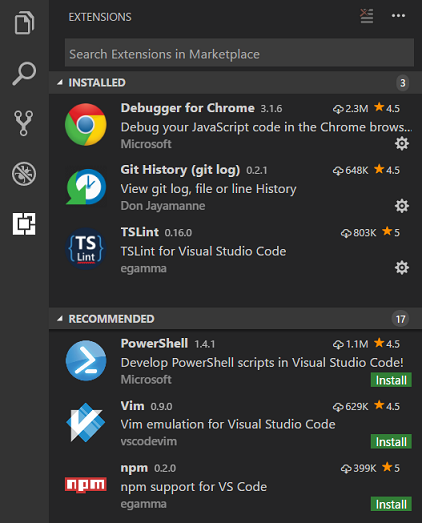 EXTENSIONS
Search Extensions in Marketplace
INSTALLED 3
Debugger for Chrome 3.1.6 2.3M 4.5
Debug your JavaScript code in the Chrome brows...
Microsoft
Git History (git log) 0.2.1 648K 4.5
View git log, file or line History
Don Jayamanne
TS Lint
TSLint 0.16.0 803K 5
TSLint for Visual Studio Code
egamma
RECOMMENDED 17
PowerShell 1.4.1 1.1M 4.5
Develop PowerShell scripts in Visual Studio Code!
Microsoft Install
Vim 0.9.0 629K 4.5
Vim emulation for Visual Studio Code
vscodevim Install
npm
npm 0.2.0 399K 5
npm support for VS Code
egamma Install